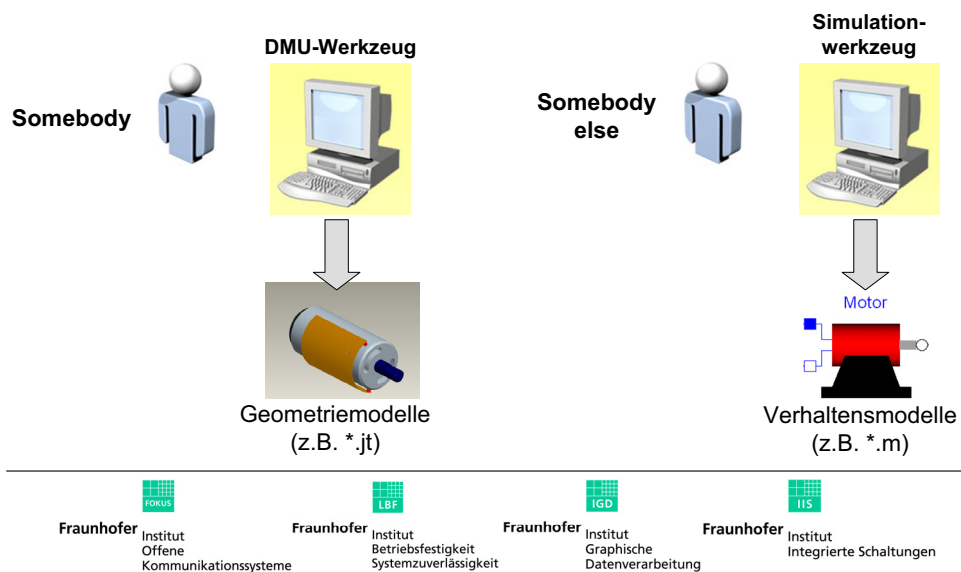 DMU-Werkzeug
Somebody
Simulation-
werkzeug
Somebody
else
Geometriemodelle
(z.B. *.jt)
Motor
Verhaltensmodelle
(z.B. *.m)
FOKUS
Fraunhofer Institut
Offene
Kommunikationssysteme
LBF
Fraunhofer Institut
Betriebsfestigkeit
Systemzuverlässigkeit
IGD
Fraunhofer Institut
Graphische
Datenverarbeitung
IIS
Fraunhofer Institut
Integrierte Schaltungen